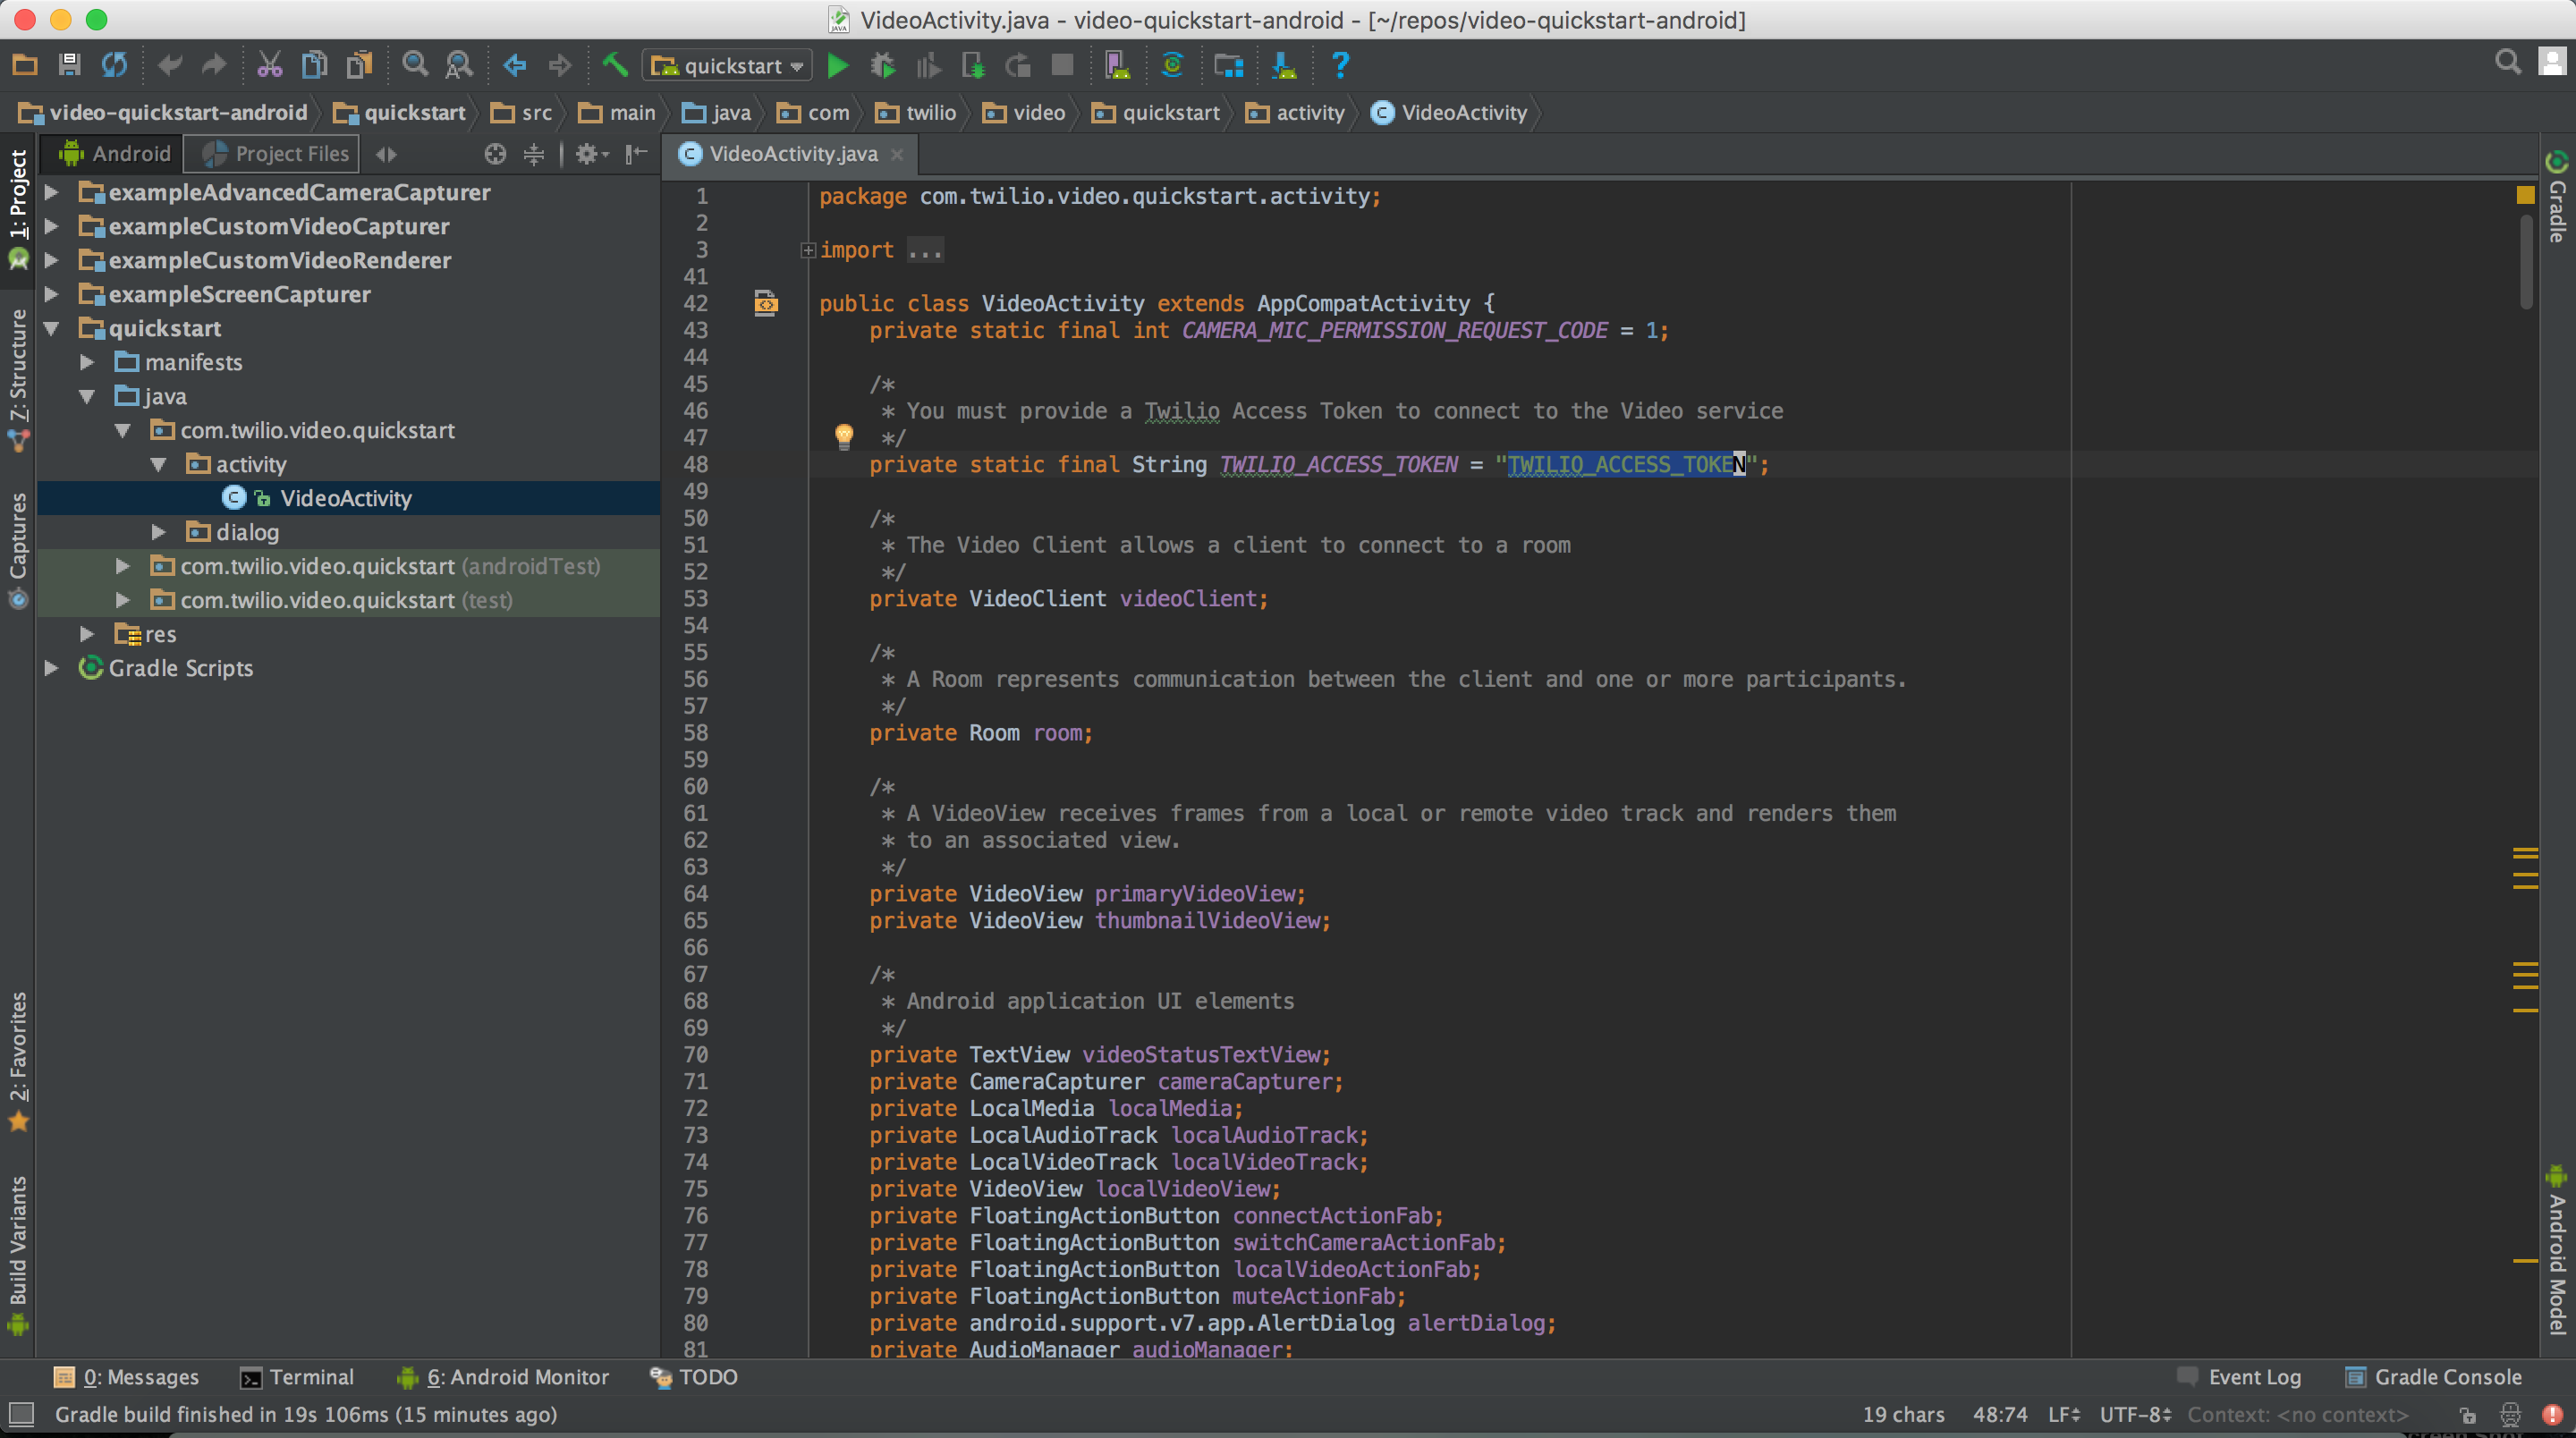 VideoActivity.java - video-quickstart-android - [~/repos/video-quickstart-android]
quickstart
video-quickstart-android quickstart src main java com twilio video quickstart activity VideoActivity
1: Project
7: Structure
Captures
2: Favorites
Build Variants
Android Project Files
exampleAdvancedCameraCapturer
exampleCustomVideoCapturer
exampleCustomVideoRenderer
exampleScreenCapturer
quickstart
manifests
java
com.twilio.video.quickstart
activity
VideoActivity
dialog
com.twilio.video.quickstart (androidTest)
com.twilio.video.quickstart (test)
res
Gradle Scripts
VideoActivity.java
1 package com.twilio.video.quickstart.activity;
2
3 import ...
41
42 public class VideoActivity extends AppCompatActivity {
43 private static final int CAMERA_MIC_PERMISSION_REQUEST_CODE = 1;
44
45 /*
46 * You must provide a Twilio Access Token to connect to the Video service
47 */
48 private static final String TWILIO_ACCESS_TOKEN = "TWILIO_ACCESS_TOKEN";
49
50 /*
51 * The Video Client allows a client to connect to a room
52 */
53 private VideoClient videoClient;
54
55 /*
56 * A Room represents communication between the client and one or more participants.
57 */
58 private Room room;
59
60 /*
61 * A VideoView receives frames from a local or remote video track and renders them
62 * to an associated view.
63 */
64 private VideoView primaryVideoView;
65 private VideoView thumbnailVideoView;
66
67 /*
68 * Android application UI elements
69 */
70 private TextView videoStatusTextView;
71 private CameraCapturer cameraCapturer;
72 private LocalMedia localMedia;
73 private LocalAudioTrack localAudioTrack;
74 private LocalVideoTrack localVideoTrack;
75 private VideoView localVideoView;
76 private FloatingActionButton connectActionFab;
77 private FloatingActionButton switchCameraActionFab;
78 private FloatingActionButton localVideoActionFab;
79 private FloatingActionButton muteActionFab;
80 private android.support.v7.app.AlertDialog alertDialog;
81 private AudioManager audioManager;
Gradle
Android Model
0: Messages Terminal 6: Android Monitor TODO Event Log Gradle Console
Gradle build finished in 19s 106ms (15 minutes ago) 19 chars 48:74 LF UTF-8 Context: <no context>